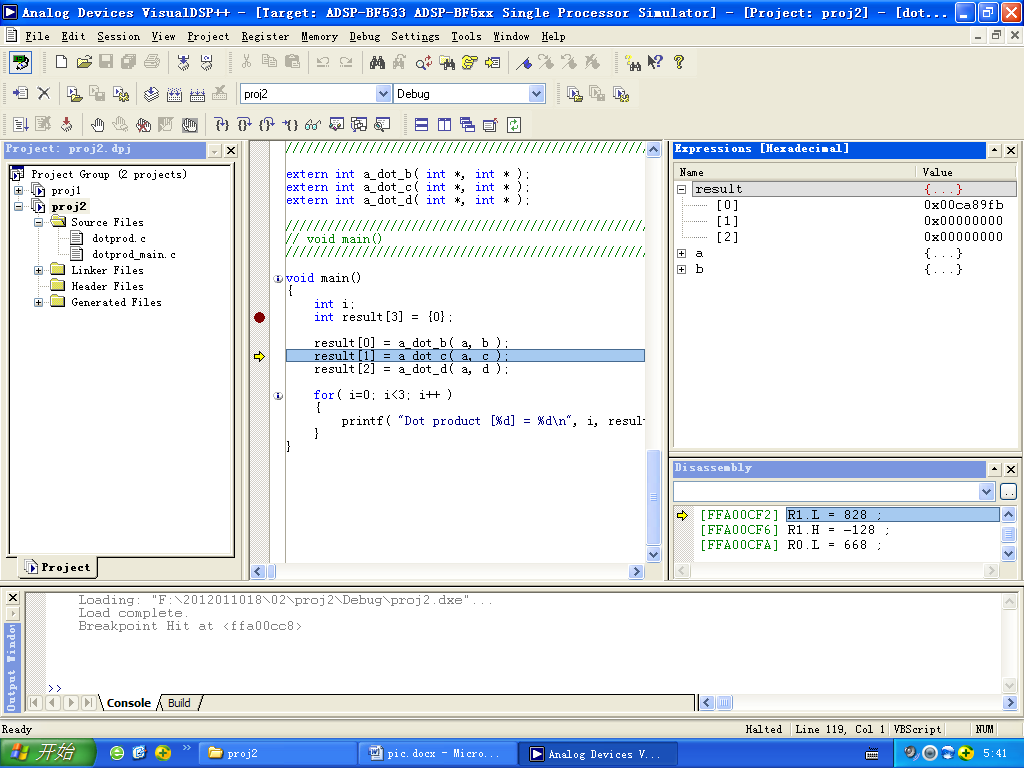 Analog Devices VisualDSP++ - [Target: ADSP-BF533 ADSP-BF5xx Single Processor Simulator] - [Project: proj2] - [dot...
File Edit Session View Project Register Memory Debug Settings Tools Window Help
proj2 Debug
Project: proj2.dpj
Project Group (2 projects)
proj1
proj2
Source Files
dotprod.c
dotprod_main.c
Linker Files
Header Files
Generated Files
Project
extern int a_dot_b( int *, int * );
extern int a_dot_c( int *, int * );
extern int a_dot_d( int *, int * );
// void main()
void main()
{
int i;
int result[3] = {0};
result[0] = a_dot_b( a, b );
result[1] = a_dot_c( a, c );
result[2] = a_dot_d( a, d );
for( i=0; i<3; i++ )
{
printf( "Dot product [%d] = %d\n", i, resul
}
}
Expressions [Hexadecimal]
Name Value
result {...}
[0] 0x00ca89fb
[1] 0x00000000
[2] 0x00000000
a {...}
b {...}
Disassembly
[FFA00CF2] R1.L = 828 ;
[FFA00CF6] R1.H = -128 ;
[FFA00CFA] R0.L = 668 ;
Output Window
Loading: "F:\2012011018\02\proj2\Debug\proj2.dxe"...
Load complete.
Breakpoint Hit at <ffa00cc8>
>>
Console Build
Ready Halted Line 119, Col 1 VBScript NUM
开始 proj2 pic.docx - Micro... Analog Devices V... 5:41